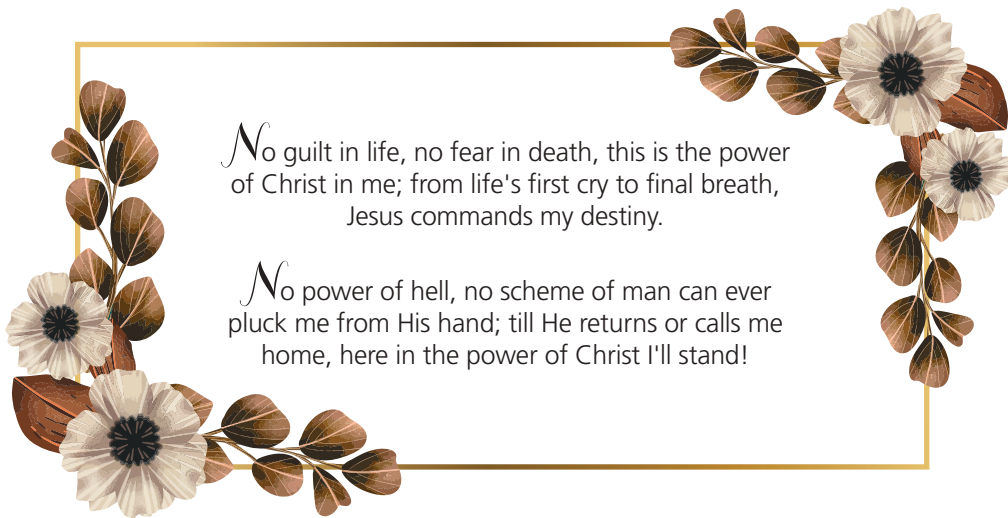 No guilt in life, no fear in death, this is the power
of Christ in me; from life's first cry to final breath,
Jesus commands my destiny.
No power of hell, no scheme of man can ever
pluck me from His hand; till He returns or calls me
home, here in the power of Christ I'll stand!